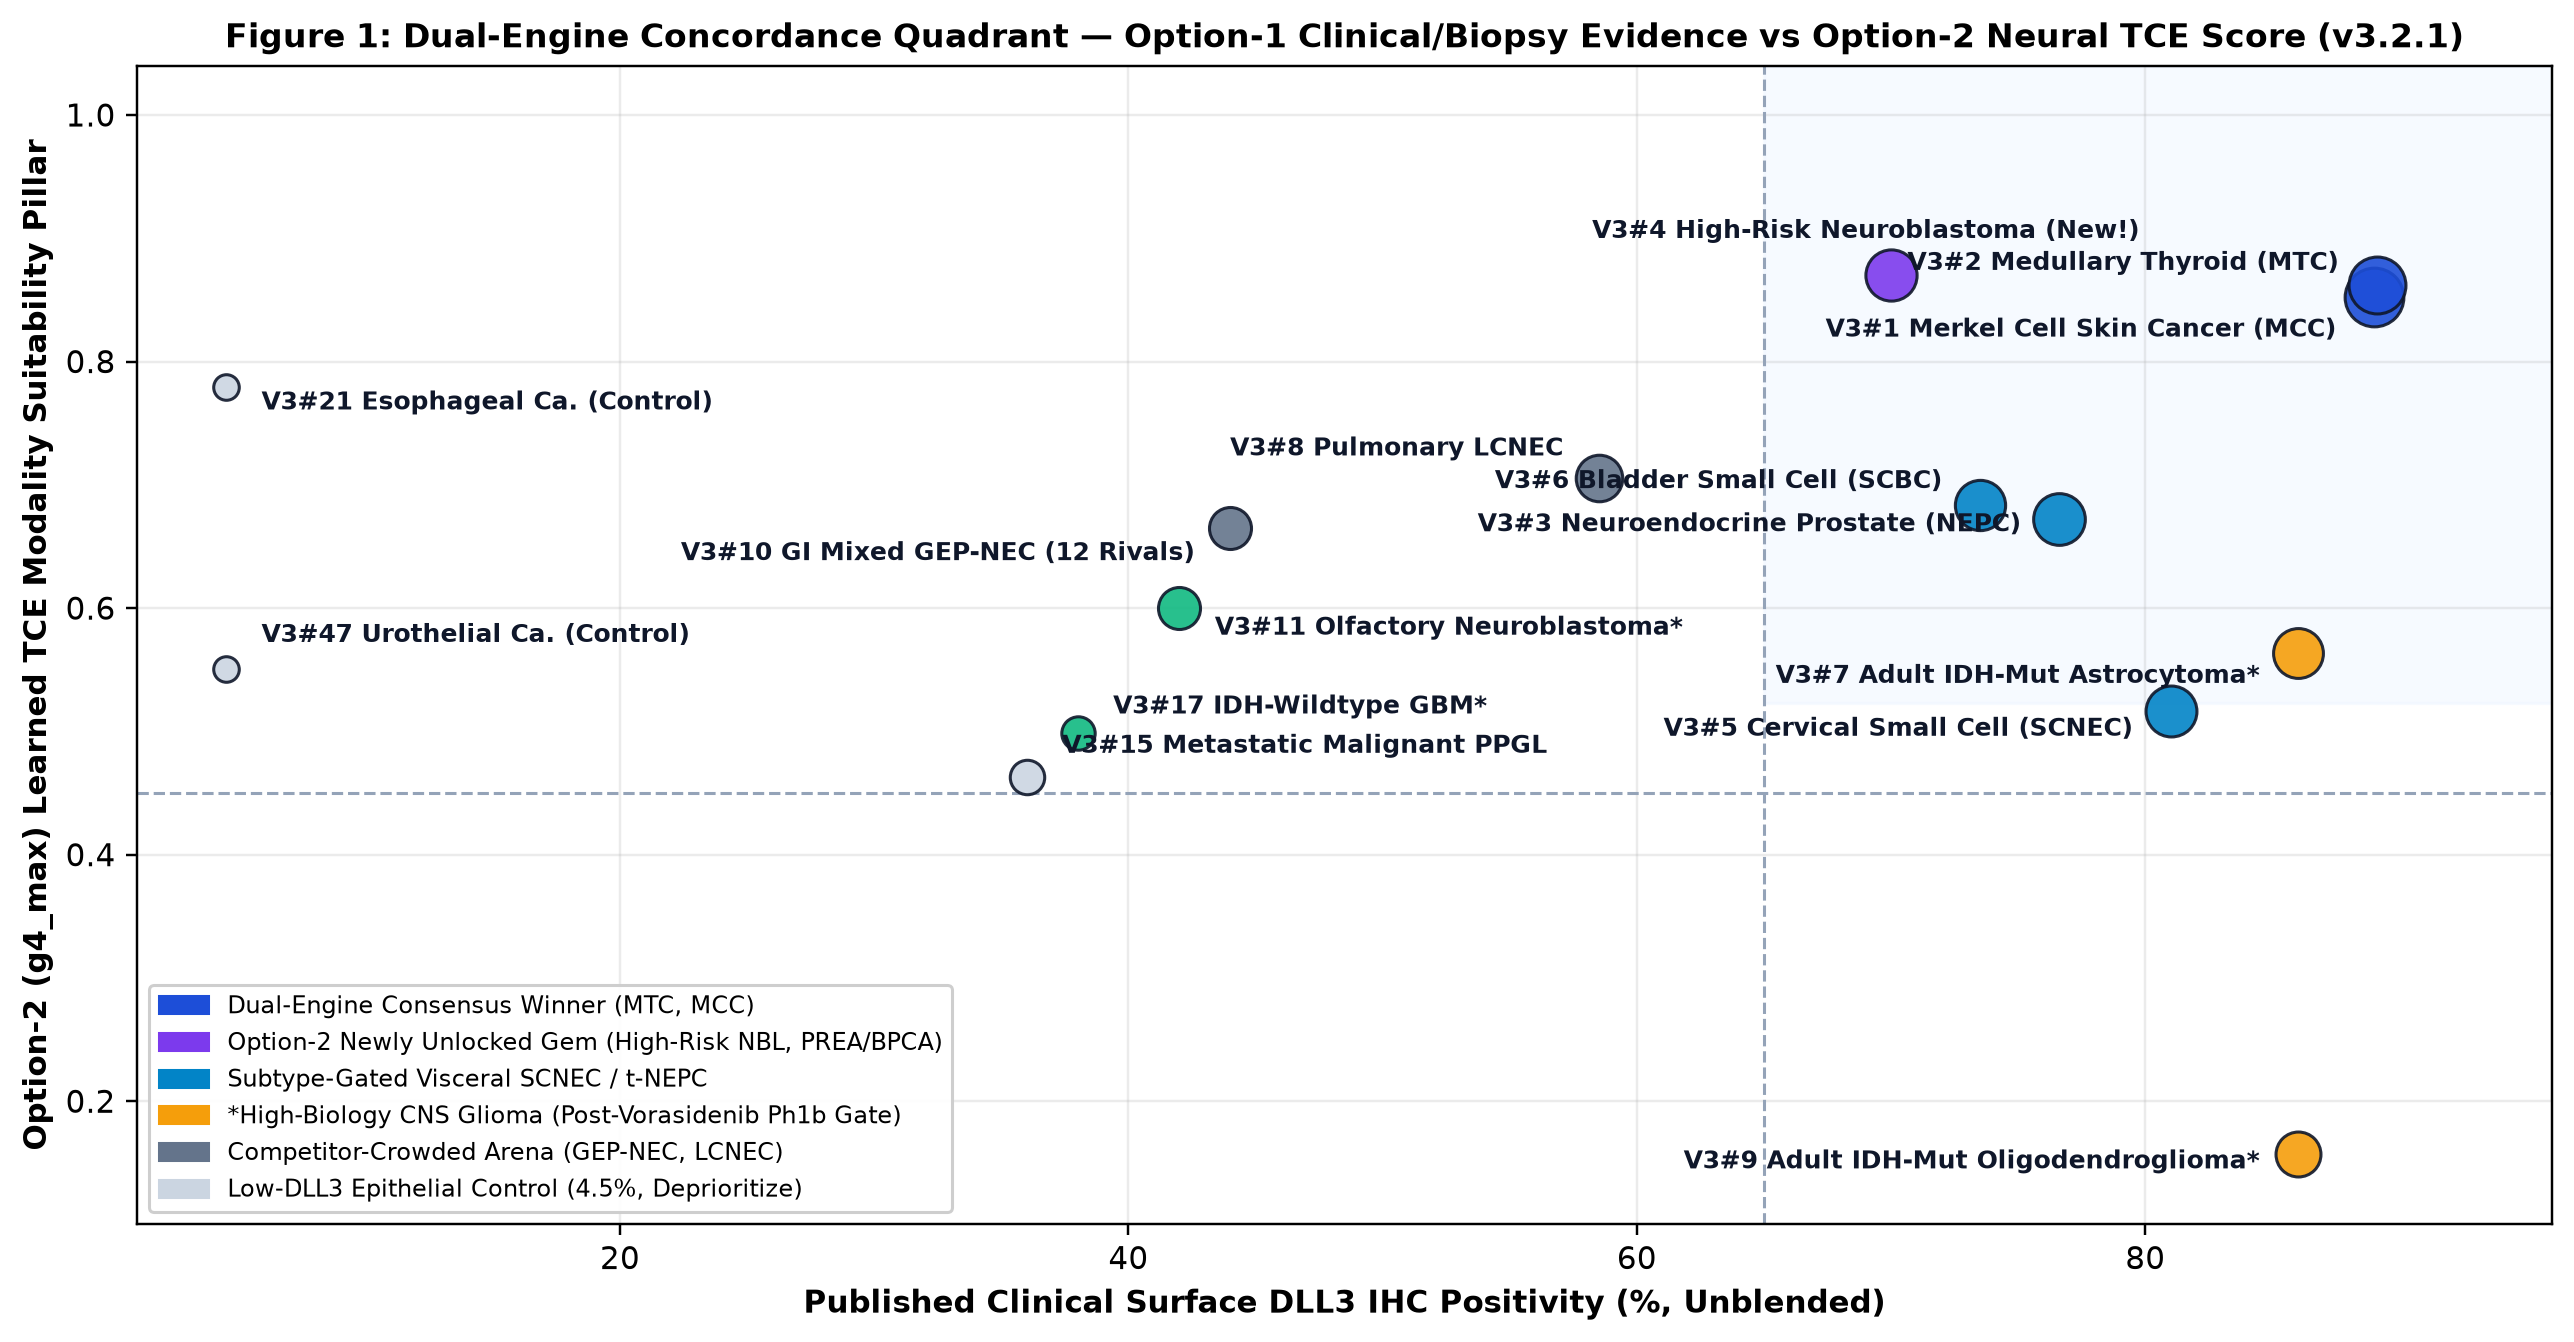 Figure 1: Dual-Engine Concordance Quadrant — Option-1 Clinical/Biopsy Evidence vs Option-2 Neural TCE Score (v3.2.1)
Option-2 (g4_max) Learned TCE Modality Suitability Pillar
1.0
0.8
0.6
0.4
0.2
V3#4 High-Risk Neuroblastoma (New!)
V3#2 Medullary Thyroid (MTC)
V3#1 Merkel Cell Skin Cancer (MCC)
V3#21 Esophageal Ca. (Control)
V3#8 Pulmonary LCNEC
V3#6 Bladder Small Cell (SCBC)
V3#3 Neuroendocrine Prostate (NEPC)
V3#10 GI Mixed GEP-NEC (12 Rivals)
V3#11 Olfactory Neuroblastoma*
V3#47 Urothelial Ca. (Control)
V3#7 Adult IDH-Mut Astrocytoma*
V3#17 IDH-Wildtype GBM*
V3#5 Cervical Small Cell (SCNEC)
V3#15 Metastatic Malignant PPGL
V3#9 Adult IDH-Mut Oligodendroglioma*
Dual-Engine Consensus Winner (MTC, MCC)
Option-2 Newly Unlocked Gem (High-Risk NBL, PREA/BPCA)
Subtype-Gated Visceral SCNEC / t-NEPC
*High-Biology CNS Glioma (Post-Vorasidenib Ph1b Gate)
Competitor-Crowded Arena (GEP-NEC, LCNEC)
Low-DLL3 Epithelial Control (4.5%, Deprioritize)
20
40
60
80
Published Clinical Surface DLL3 IHC Positivity (%, Unblended)